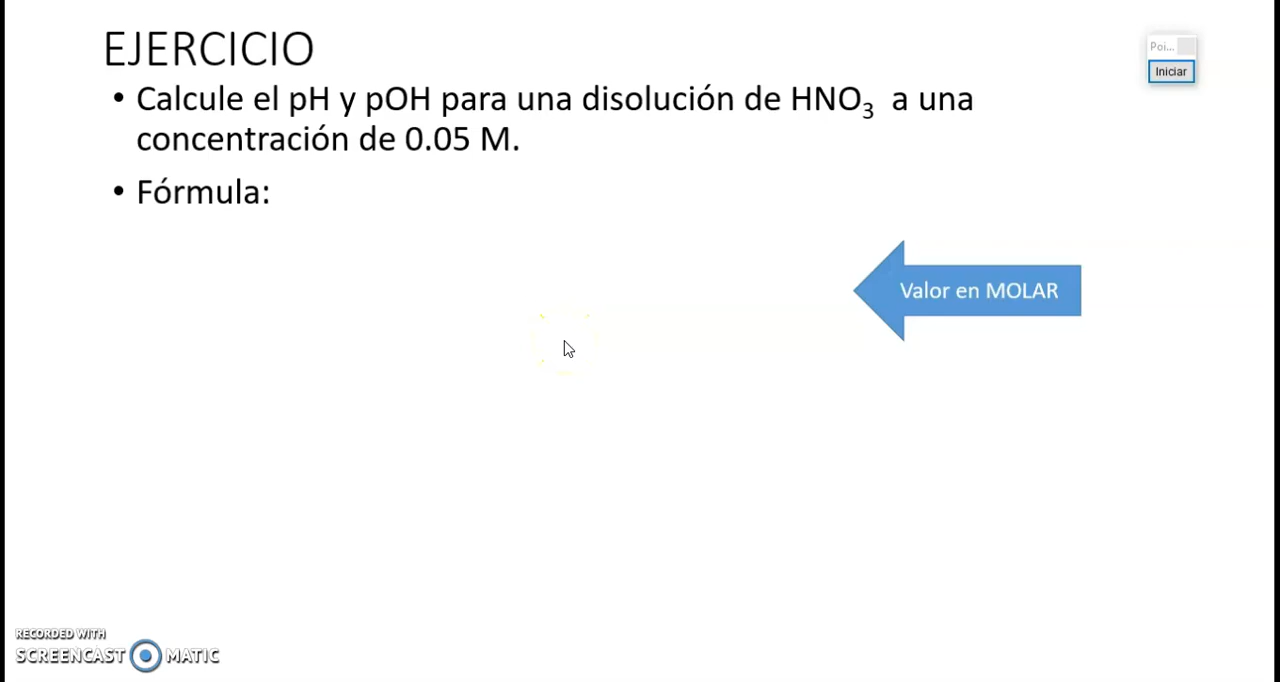 EJERCICIO
• Calcule el pH y pOH para una disolución de HNO₃ a una
concentración de 0.05 M.
• Fórmula:
Valor en MOLAR
Poi...
Iniciar
RECORDED WITH
SCREENCAST MATIC